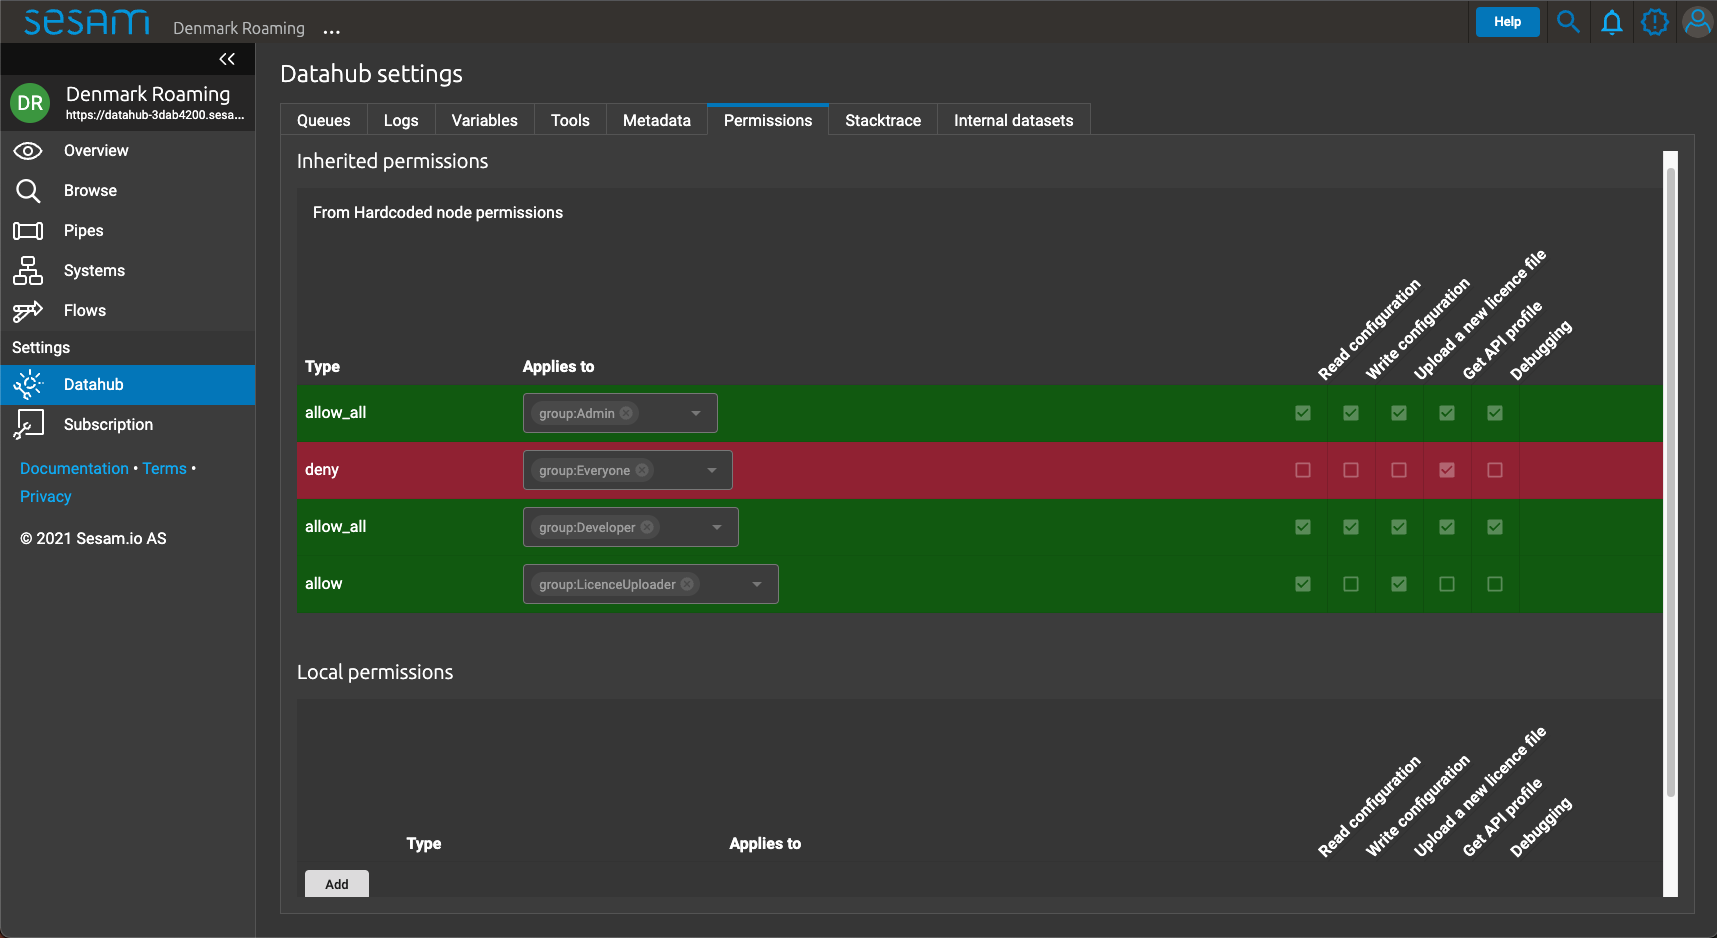 sesam Denmark Roaming ... Help
Denmark Roaming
https://datahub-3dab4200.sesa...
DR
Overview
Browse
Pipes
Systems
Flows
Settings
Datahub
Subscription
Documentation • Terms •
Privacy
© 2021 Sesam.io AS
Datahub settings
Queues Logs Variables Tools Metadata Permissions Stacktrace Internal datasets
Inherited permissions
From Hardcoded node permissions
Type Applies to Read configuration Write configuration Upload a new licence file Get API profile Debugging
allow_all group:Admin
deny group:Everyone
allow_all group:Developer
allow group:LicenceUploader
Local permissions
Type Applies to Read configuration Write configuration Upload a new licence file Get API profile Debugging
Add